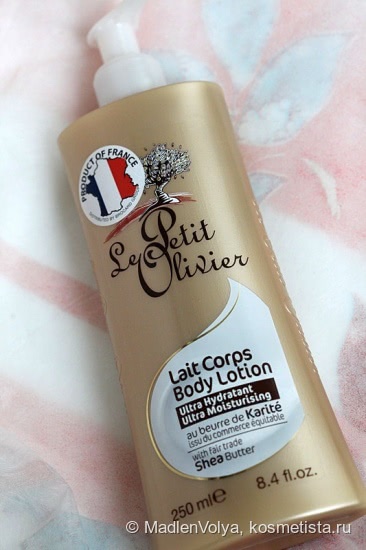 PRODUCT OF FRANCE
Le Petit
Olivier
Lait Corps
Body Lotion
Ultra Hydratant
Ultra Moisturising
au beurre de Karité
issu du commerce équitable
with fair trade
Shea Butter
250 ml e 8.4 fl.oz.
© MadlenVolya, kosmetista.ru